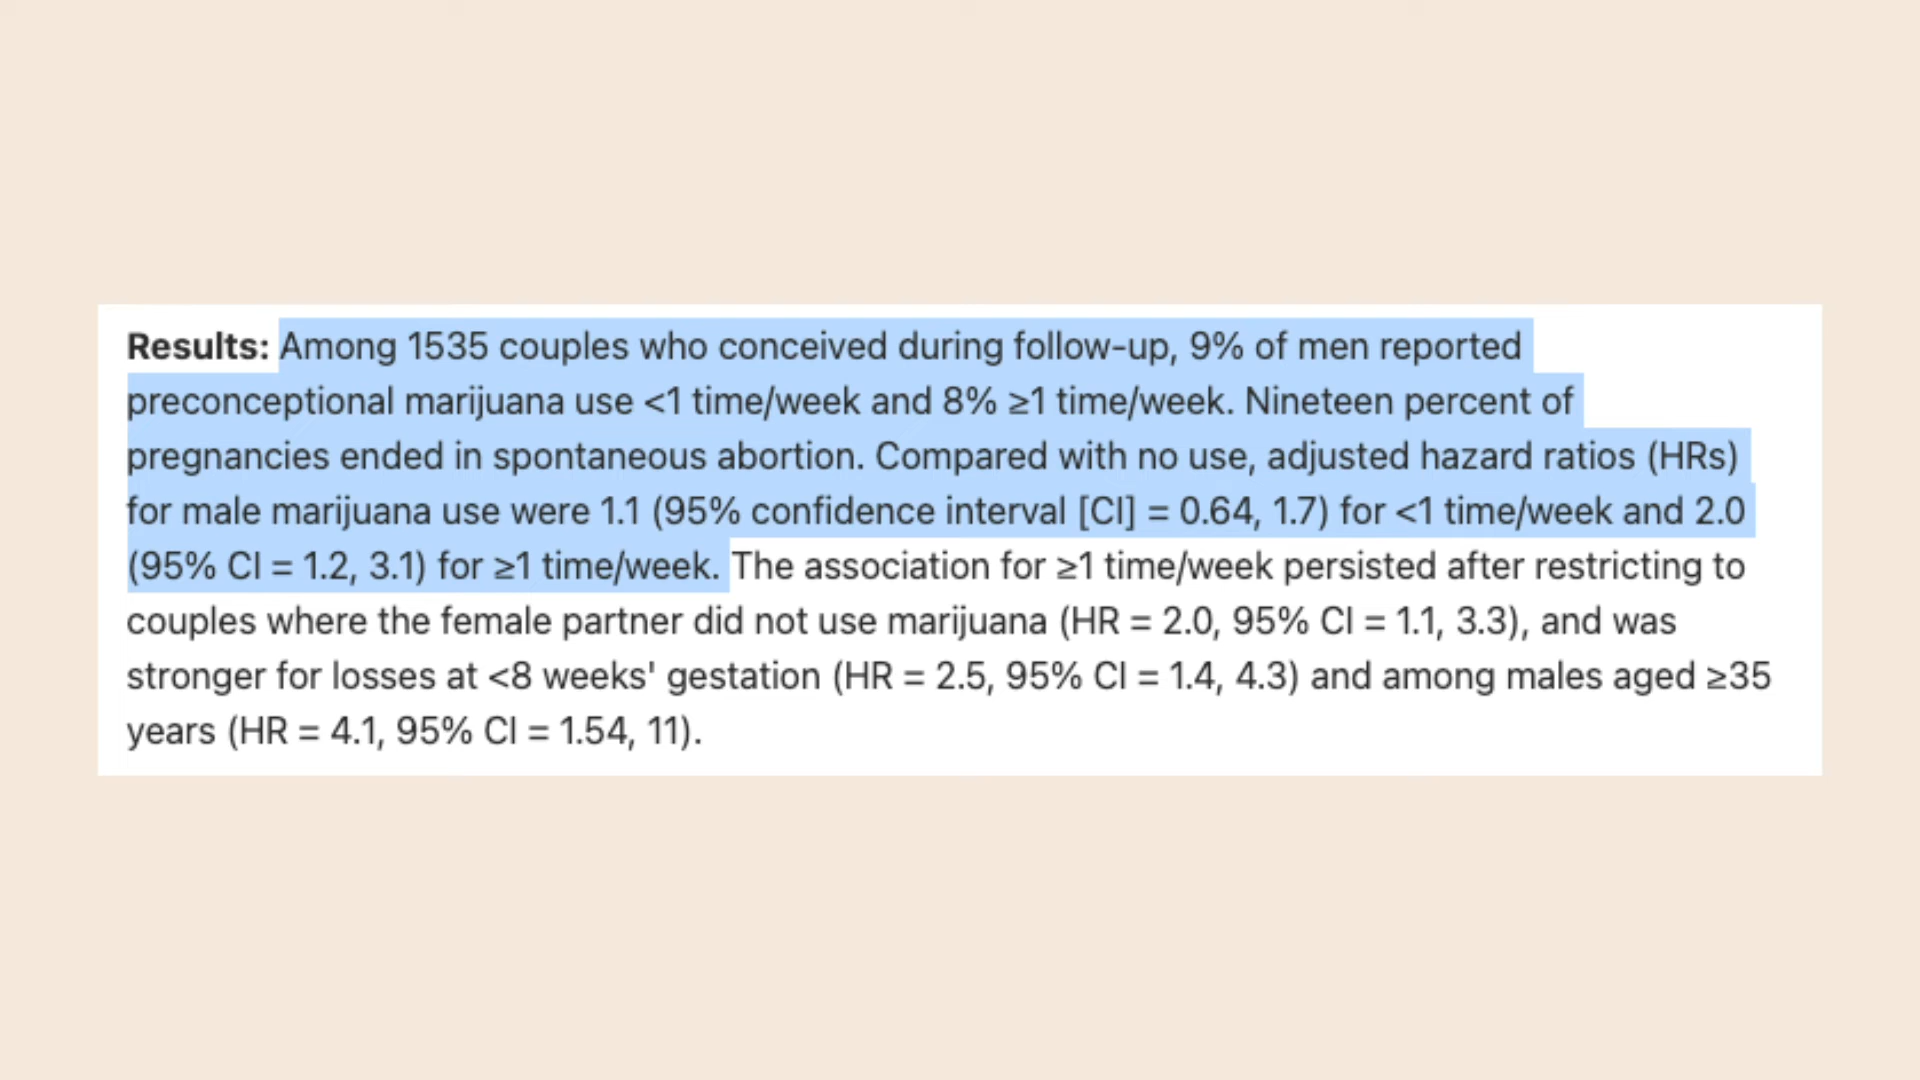 Results: Among 1535 couples who conceived during follow-up, 9% of men reported
preconceptional marijuana use <1 time/week and 8% ≥1 time/week. Nineteen percent of
pregnancies ended in spontaneous abortion. Compared with no use, adjusted hazard ratios (HRs)
for male marijuana use were 1.1 (95% confidence interval [CI] = 0.64, 1.7) for <1 time/week and 2.0
(95% CI = 1.2, 3.1) for ≥1 time/week. The association for ≥1 time/week persisted after restricting to
couples where the female partner did not use marijuana (HR = 2.0, 95% CI = 1.1, 3.3), and was
stronger for losses at <8 weeks' gestation (HR = 2.5, 95% CI = 1.4, 4.3) and among males aged ≥35
years (HR = 4.1, 95% CI = 1.54, 11).